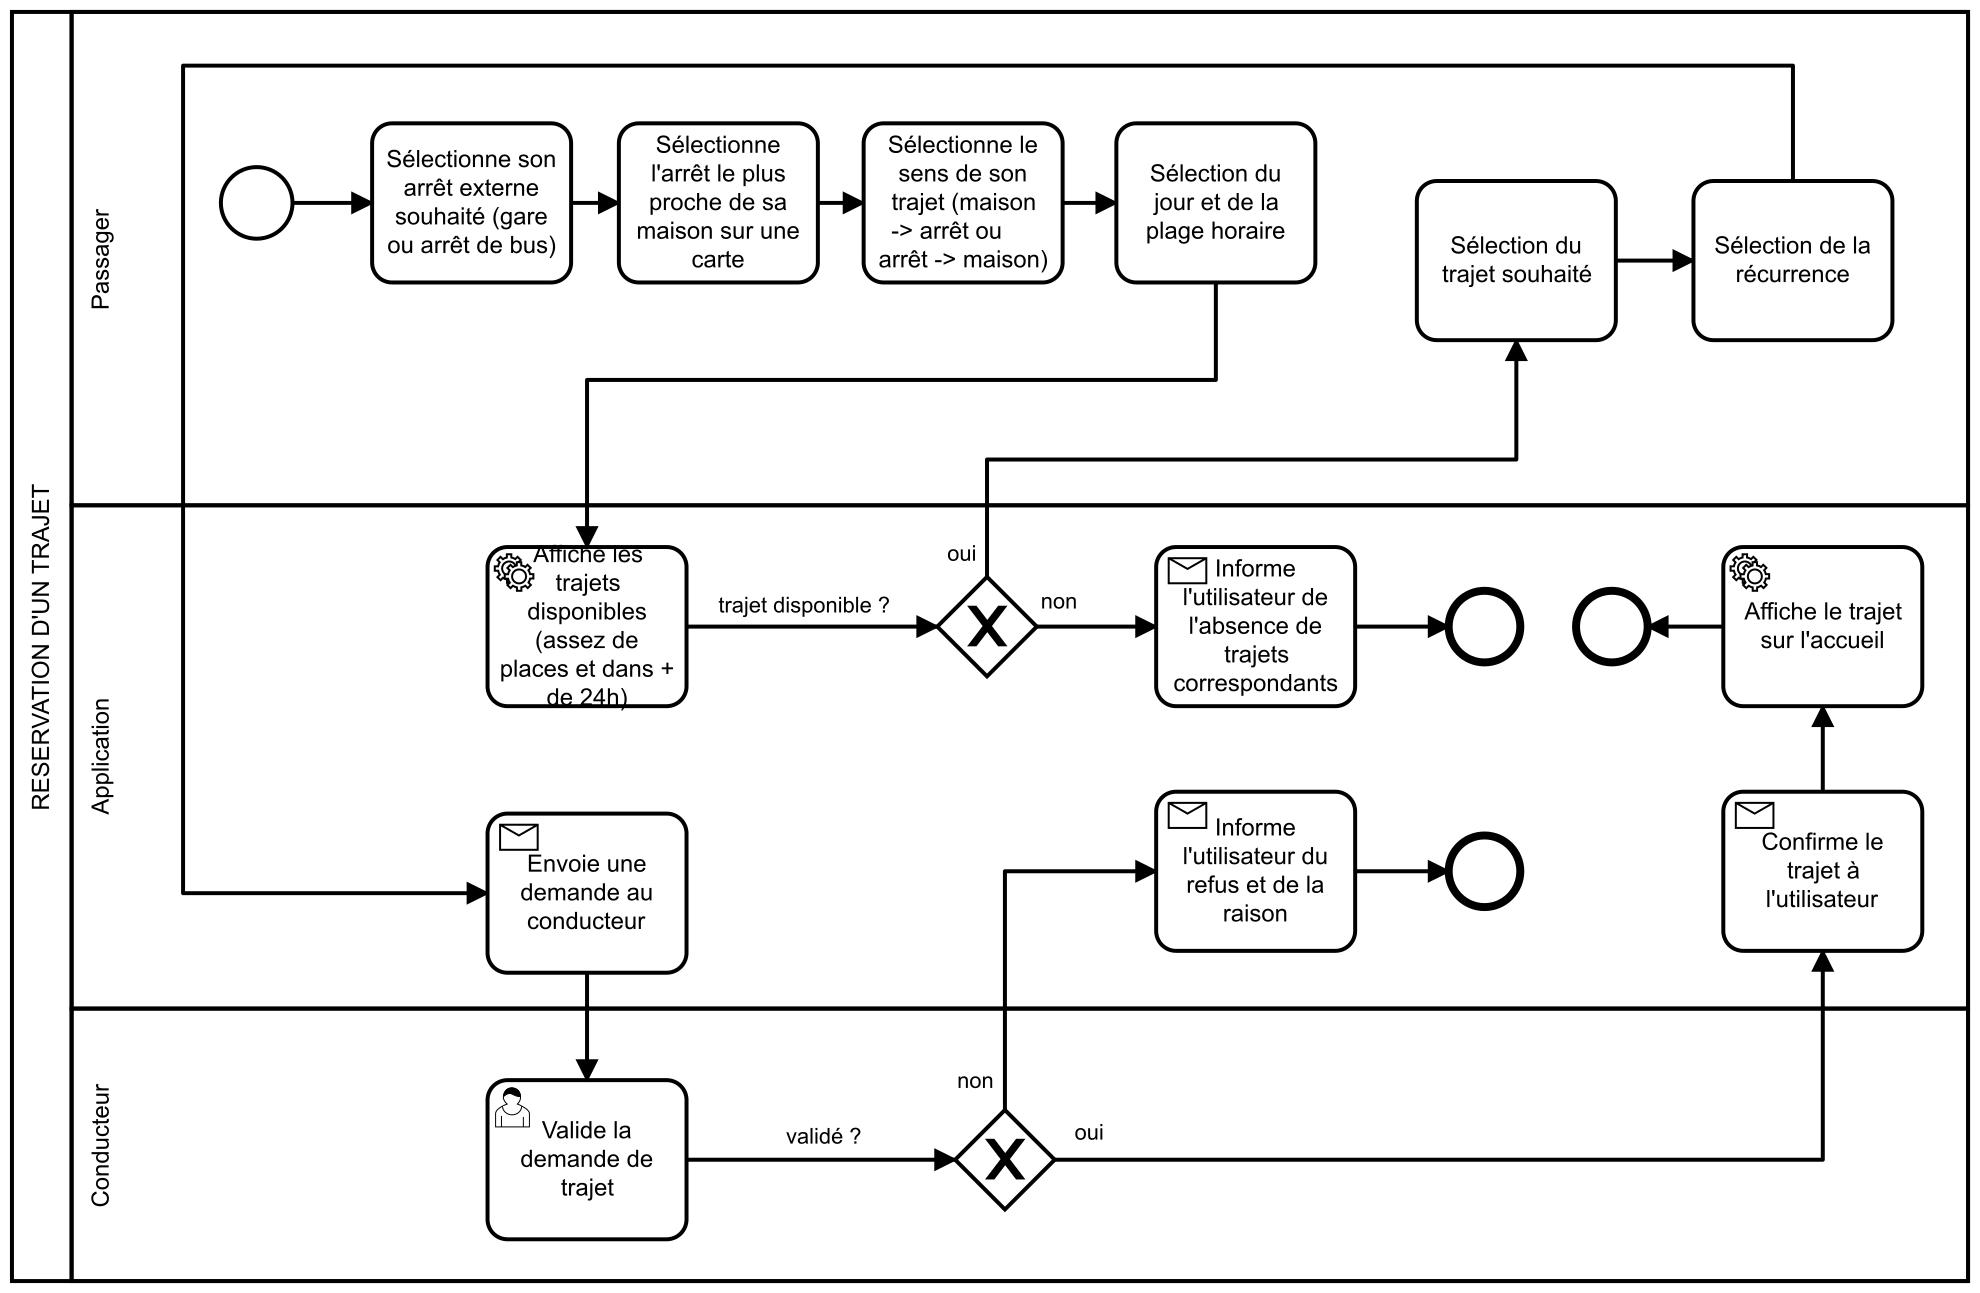 RESERVATION D'UN TRAJET
Passager
Sélectionne son
arrêt externe
souhaité (gare
ou arrêt de bus)
Sélectionne
l'arrêt le plus
proche de sa
maison sur une
carte
Sélectionne le
sens de son
trajet (maison
-> arrêt ou
arrêt -> maison)
Sélection du
jour et de la
plage horaire
Sélection du
trajet souhaité
Sélection de la
récurrence
Application
Affiche les
trajets
disponibles
(assez de
places et dans +
de 24h)
trajet disponible ?
oui
non
Informe
l'utilisateur de
l'absence de
trajets
correspondants
Affiche le trajet
sur l'accueil
Envoie une
demande au
conducteur
Informe
l'utilisateur du
refus et de la
raison
Confirme le
trajet à
l'utilisateur
Conducteur
Valide la
demande de
trajet
validé ?
non
oui